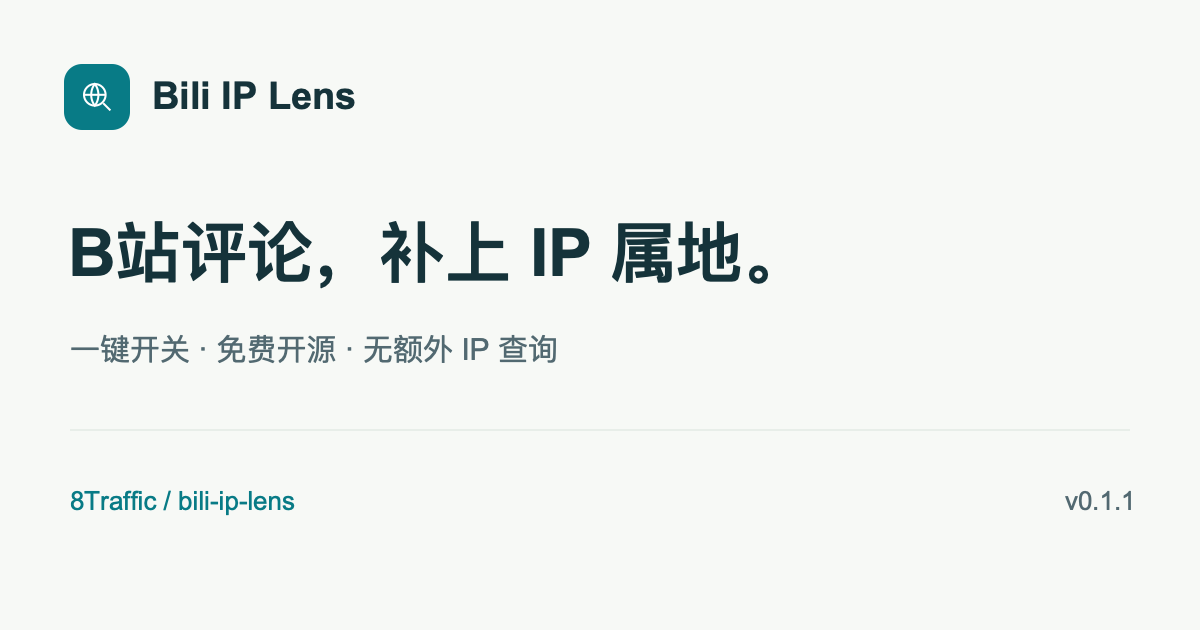 Bili IP Lens
B站评论，补上 IP 属地。
一键开关 · 免费开源 · 无额外 IP 查询
8Traffic / bili-ip-lens
v0.1.1